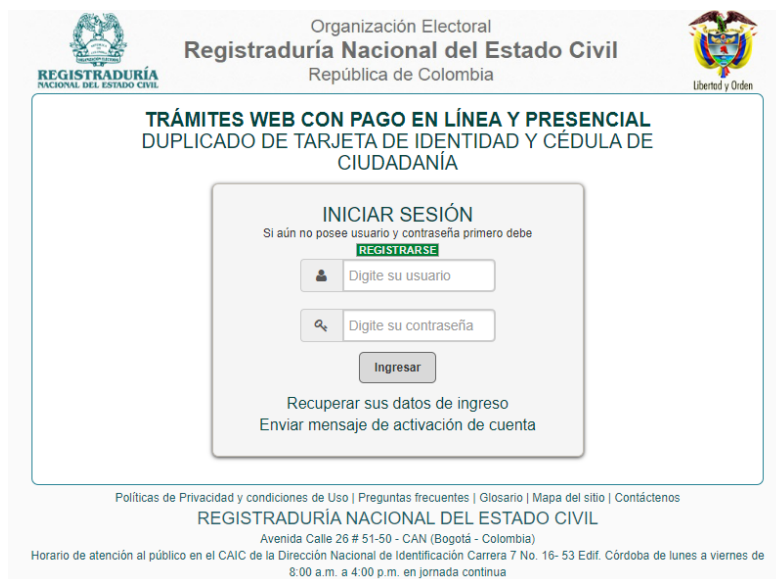 Organización Electoral
Registraduría Nacional del Estado Civil
República de Colombia
REGISTRADURÍA
NACIONAL DEL ESTADO CIVIL
Libertad y Orden
TRÁMITES WEB CON PAGO EN LÍNEA Y PRESENCIAL
DUPLICADO DE TARJETA DE IDENTIDAD Y CÉDULA DE
CIUDADANÍA
INICIAR SESIÓN
Si aún no posee usuario y contraseña primero debe
REGISTRARSE
Digite su usuario
Digite su contraseña
Ingresar
Recuperar sus datos de ingreso
Enviar mensaje de activación de cuenta
Políticas de Privacidad y condiciones de Uso | Preguntas frecuentes | Glosario | Mapa del sitio | Contáctenos
REGISTRADURÍA NACIONAL DEL ESTADO CIVIL
Avenida Calle 26 # 51-50 - CAN (Bogotá - Colombia)
Horario de atención al público en el CAIC de la Dirección Nacional de Identificación Carrera 7 No. 16- 53 Edif. Córdoba de lunes a viernes de
8:00 a.m. a 4:00 p.m. en jornada continua